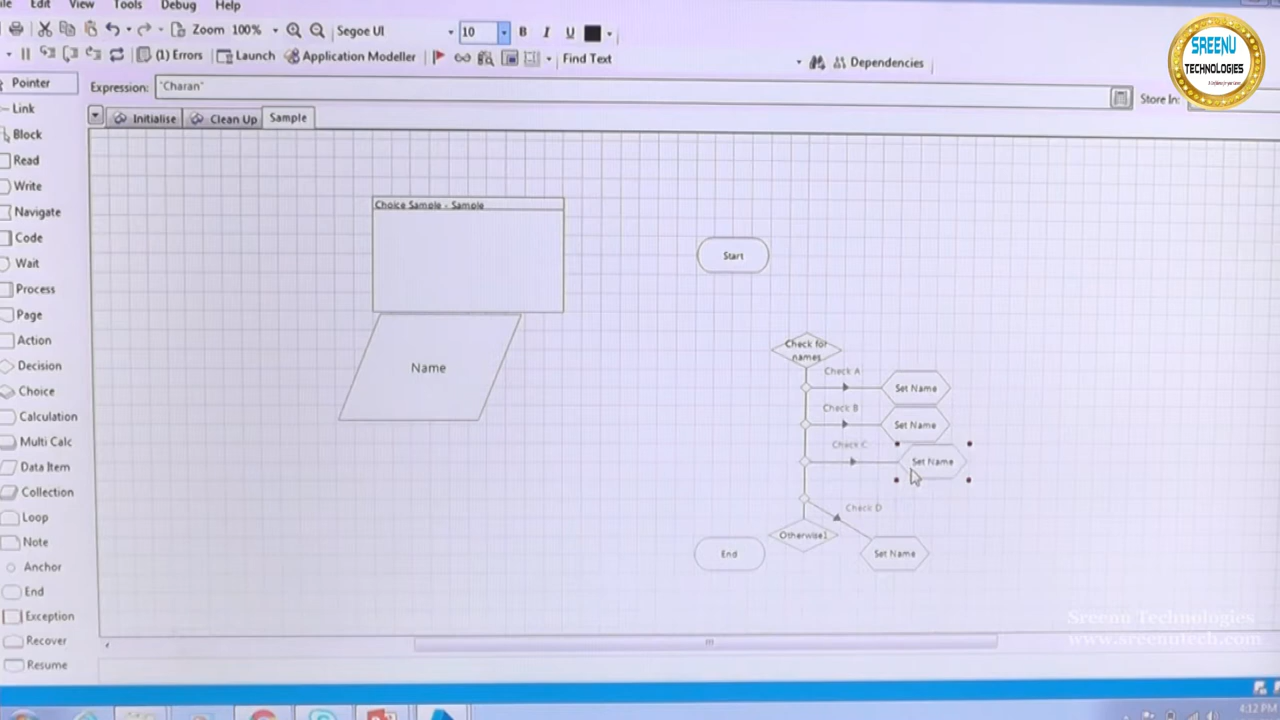 Edit View Tools Debug Help
Zoom 100% Segoe UI 10 B I U
(1) Errors Launch Application Modeller Find Text Dependencies
Expression: "Charan" Store In:
Initialise Clean Up Sample
Pointer
Link
Block
Read
Write
Navigate
Code
Wait
Process
Page
Action
Decision
Choice
Calculation
Multi Calc
Data Item
Collection
Loop
Note
Anchor
End
Exception
Recover
Resume
Choice Sample - Sample
Name
Start
Check for
names
Check A
Set Name
Check B
Set Name
Check C
Set Name
Check D
Otherwise1
Set Name
End
SREENU
TECHNOLOGIES
Sreenu Technologies
www.sreenutech.com
4:12 PM